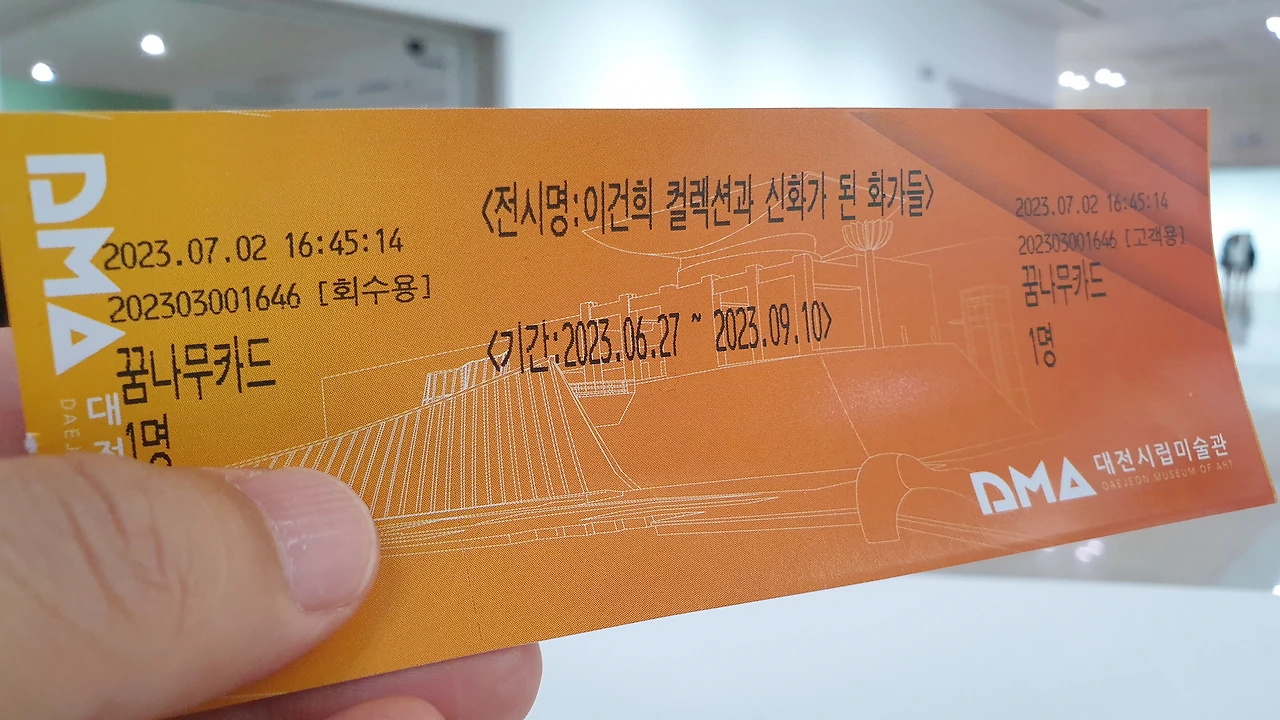 DMA
대전
DAEJ
2023.07.02 16:45:14
202303001646 [회수용]
꿈나무카드
1명
<전시명:이건희 컬렉션과 신화가 된 화가들>
<기간:2023.06.27 ~ 2023.09.10>
2023.07.02 16:45:14
202303001646 [고객용]
꿈나무카드
1명
DMA 대전시립미술관
DAEJEON MUSEUM OF ART